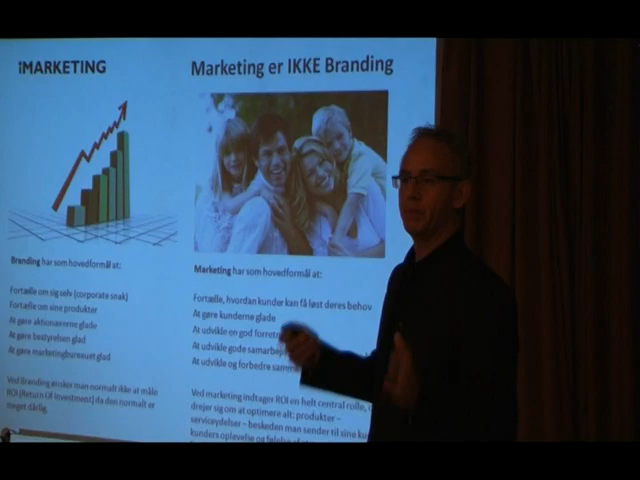 iMARKETING
Branding har som hovedformål at:
Fortælle om sig selv (corporate snak)
Fortælle om sine produkter
At gøre aktionærerne glade
At gøre bestyrelsen glad
At gøre marketingbureauet glad
Ved Branding ønsker man normalt ikke at måle
ROI (Return Of Investment) da den normalt er
meget dårlig.
Marketing er IKKE Branding
Marketing har som hovedformål at:
Fortælle, hvordan kunder kan få løst deres behov
At gøre kunderne glade
At udvikle en god
At udvikle gode
At udvikle og forbedre
Ved marketing indtager ROI en helt central rolle,
drejer sig om at optimere alt: produkter –
serviceydelser – beskeden man sender til sine
kunders oplevelse og følelse af